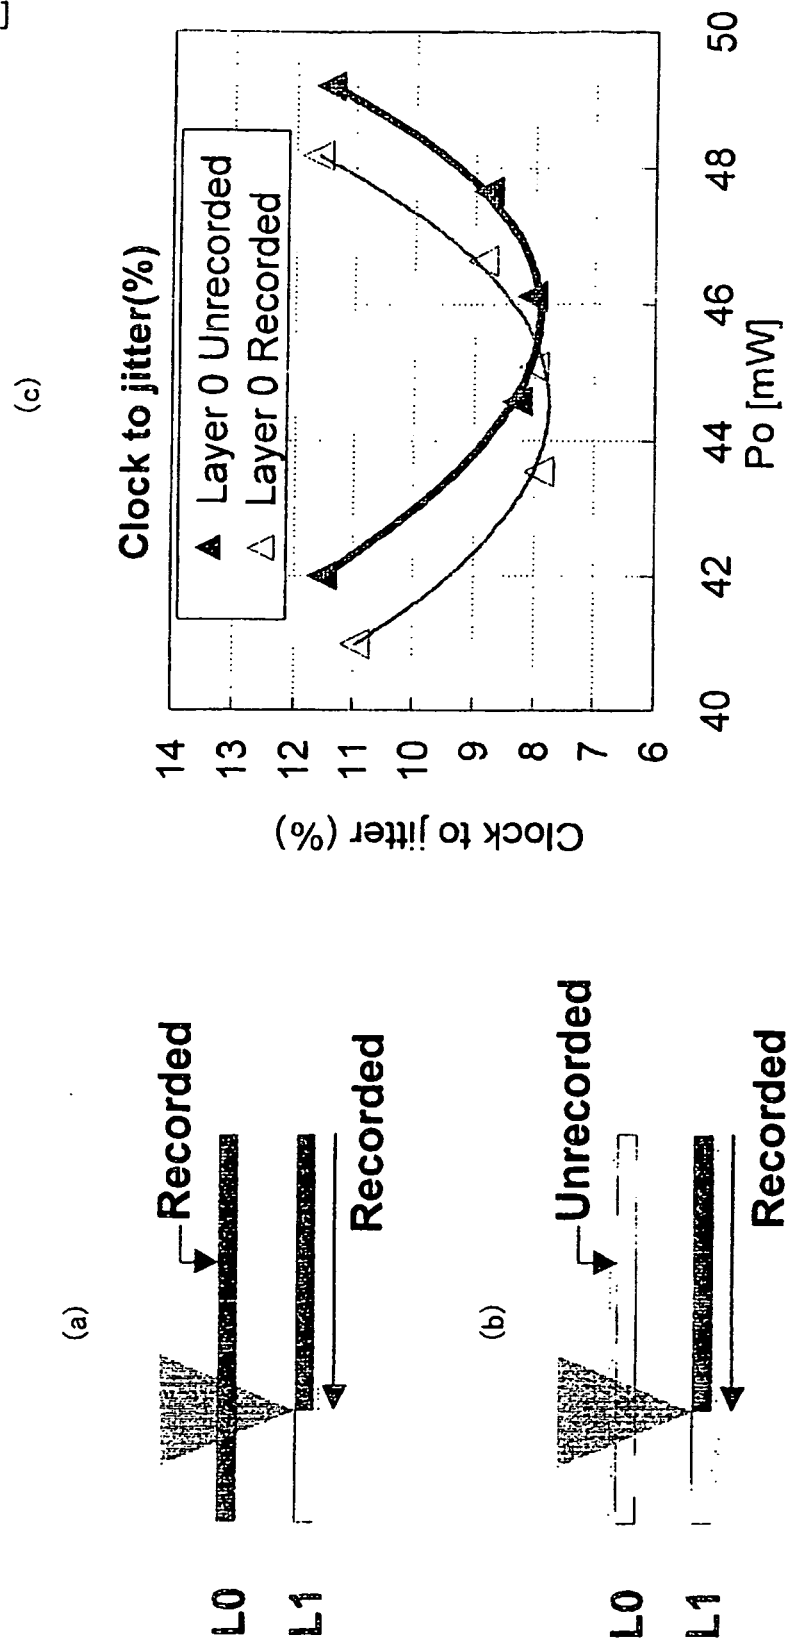 ]
(a)
Recorded
L0
L1
Recorded
(b)
Unrecorded
L0
L1
Recorded
(c)
Clock to jitter(%)
Layer 0 Unrecorded
Layer 0 Recorded
Clock to jitter (%)
14
13
12
11
10
9
8
7
6
40
42
44
46
48
50
Po [mW]